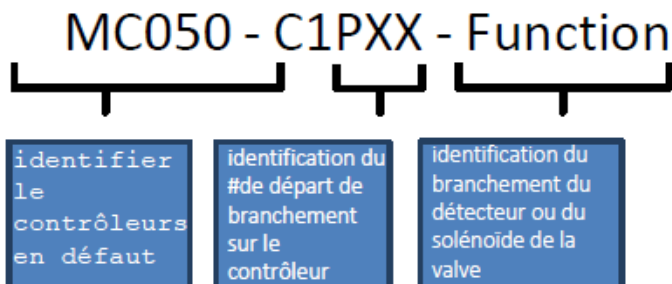 MC050 - C1PXX - Function
identifier
le
contrôleurs
en défaut
identification du
#de départ de
branchement
sur le
contrôleur
identification du
branchement du
détecteur ou du
solénoïde de la
valve